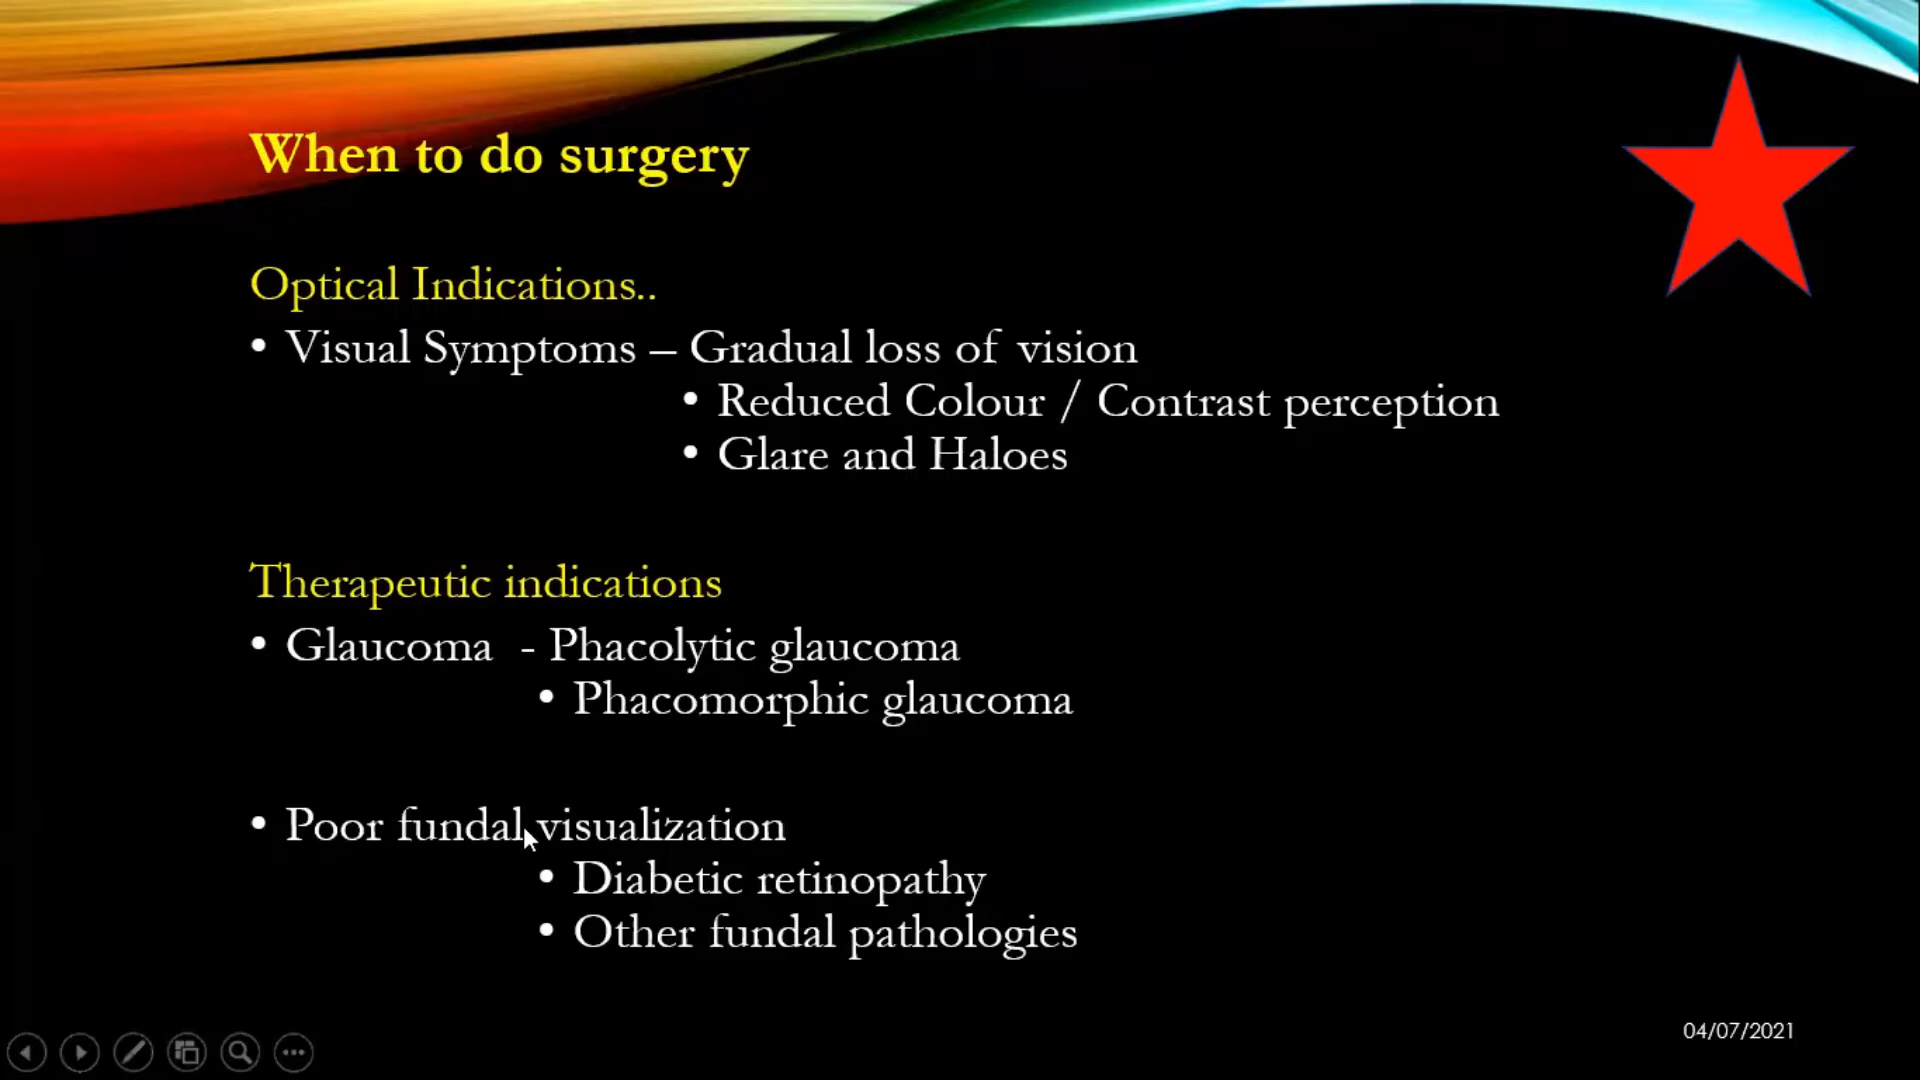 When to do surgery
Optical Indications..
• Visual Symptoms – Gradual loss of vision
• Reduced Colour / Contrast perception
• Glare and Haloes
Therapeutic indications
• Glaucoma - Phacolytic glaucoma
• Phacomorphic glaucoma
• Poor fundal visualization
• Diabetic retinopathy
• Other fundal pathologies
04/07/2021